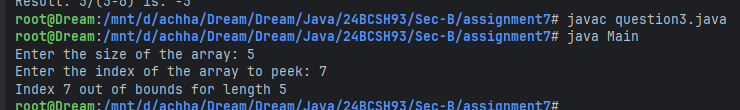 Result: 5/(5-6) is: -5
root@Dream:/mnt/d/achha/Dream/Dream/Java/24BCSH93/Sec-B/assignment7# javac question3.java
root@Dream:/mnt/d/achha/Dream/Dream/Java/24BCSH93/Sec-B/assignment7# java Main
Enter the size of the array: 5
Enter the index of the array to peek: 7
Index 7 out of bounds for length 5
root@Dream:/mnt/d/achha/Dream/Dream/Java/24BCSH93/Sec-B/assignment7#